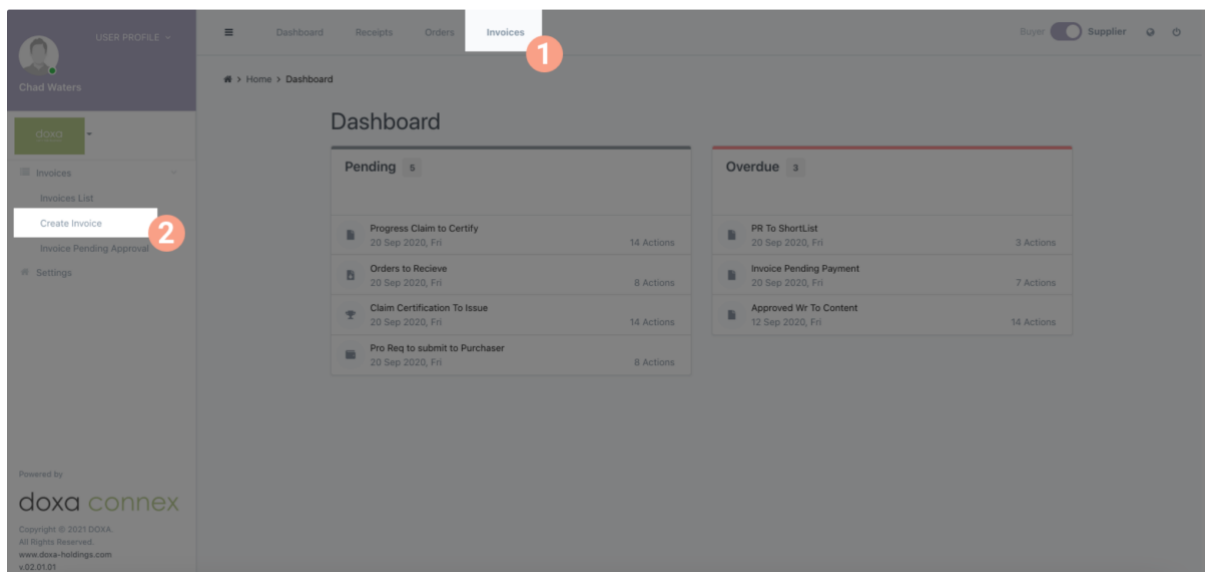 USER PROFILE
Chad Waters
doxa
Invoices
Invoices List
Create Invoice
2
Invoice Pending Approval
Settings
Powered by
doxa connex
Copyright © 2021 DOXA.
All Rights Reserved.
www.doxa-holdings.com
v.02.01.01
Dashboard Receipts Orders Invoices
1
Buyer Supplier
> Home > Dashboard
Dashboard
Pending 5
Progress Claim to Certify
20 Sep 2020, Fri 14 Actions
Orders to Recieve
20 Sep 2020, Fri 8 Actions
Claim Certification To Issue
20 Sep 2020, Fri 14 Actions
Pro Req to submit to Purchaser
20 Sep 2020, Fri 8 Actions
Overdue 3
PR To ShortList
20 Sep 2020, Fri 3 Actions
Invoice Pending Payment
20 Sep 2020, Fri 7 Actions
Approved Wr To Content
12 Sep 2020, Fri 14 Actions